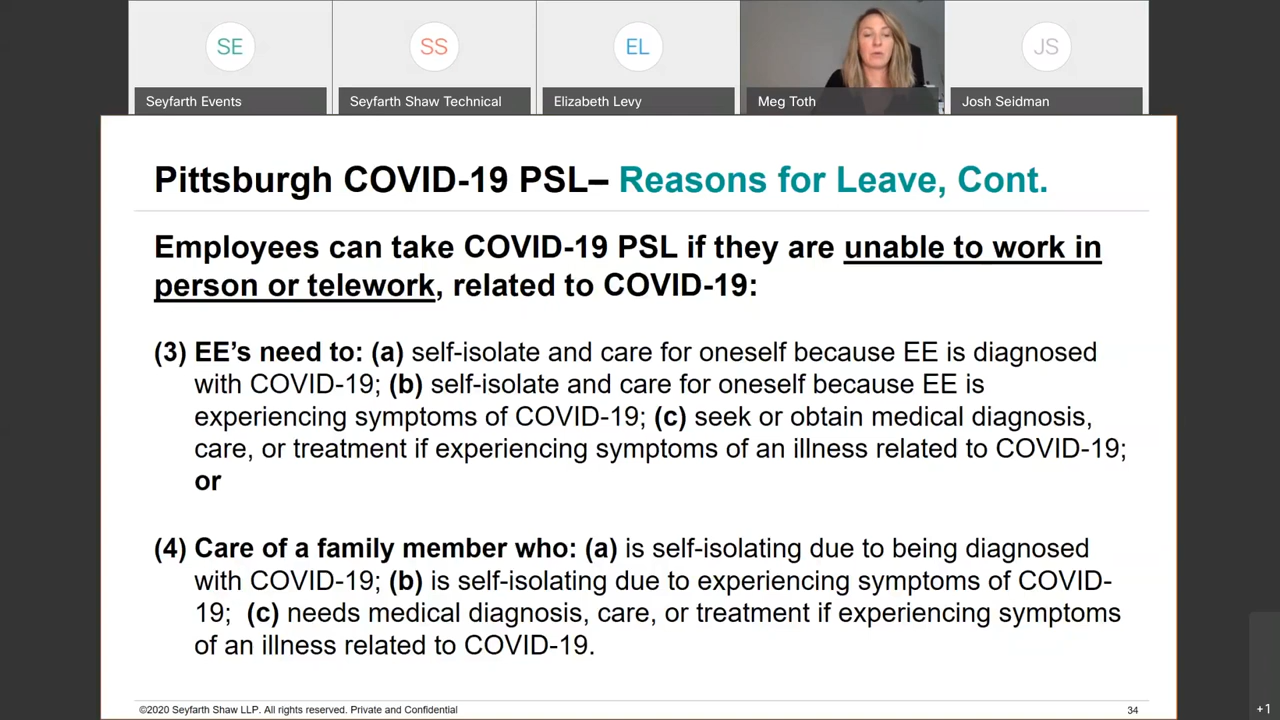 SE
SS
EL
JS
Seyfarth Events
Seyfarth Shaw Technical
Elizabeth Levy
Meg Toth
Josh Seidman
Pittsburgh COVID-19 PSL– Reasons for Leave, Cont.
Employees can take COVID-19 PSL if they are unable to work in
person or telework, related to COVID-19:
(3) EE’s need to: (a) self-isolate and care for oneself because EE is diagnosed
with COVID-19; (b) self-isolate and care for oneself because EE is
experiencing symptoms of COVID-19; (c) seek or obtain medical diagnosis,
care, or treatment if experiencing symptoms of an illness related to COVID-19;
or
(4) Care of a family member who: (a) is self-isolating due to being diagnosed
with COVID-19; (b) is self-isolating due to experiencing symptoms of COVID-
19; (c) needs medical diagnosis, care, or treatment if experiencing symptoms
of an illness related to COVID-19.
©2020 Seyfarth Shaw LLP. All rights reserved. Private and Confidential
34
+1